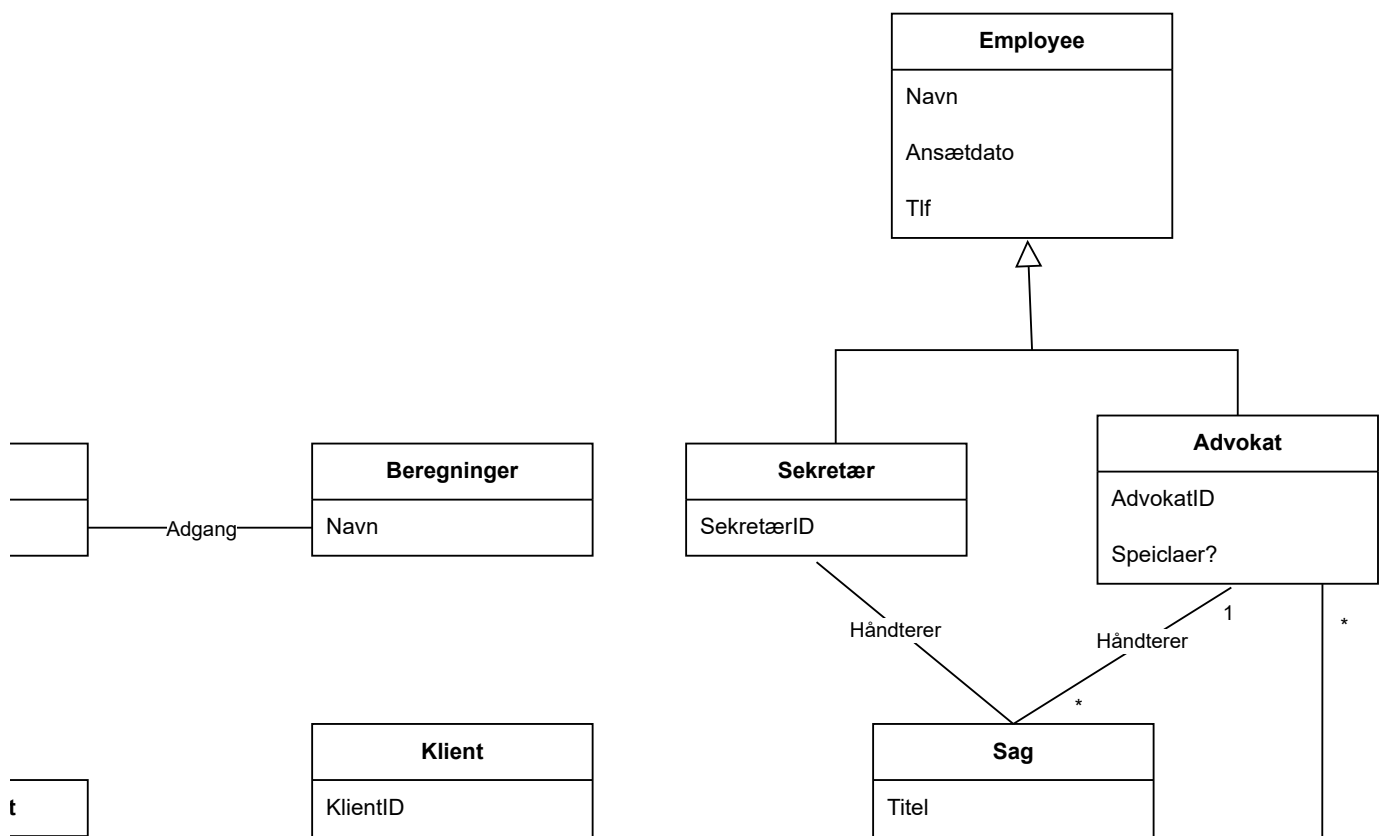 Employee
Navn
Ansætdato
Tlf
Beregninger
Navn
Adgang
Sekretær
SekretærID
Advokat
AdvokatID
Speiclaer?
Håndterer
Håndterer
1
*
*
Klient
KlientID
Sag
Titel
t